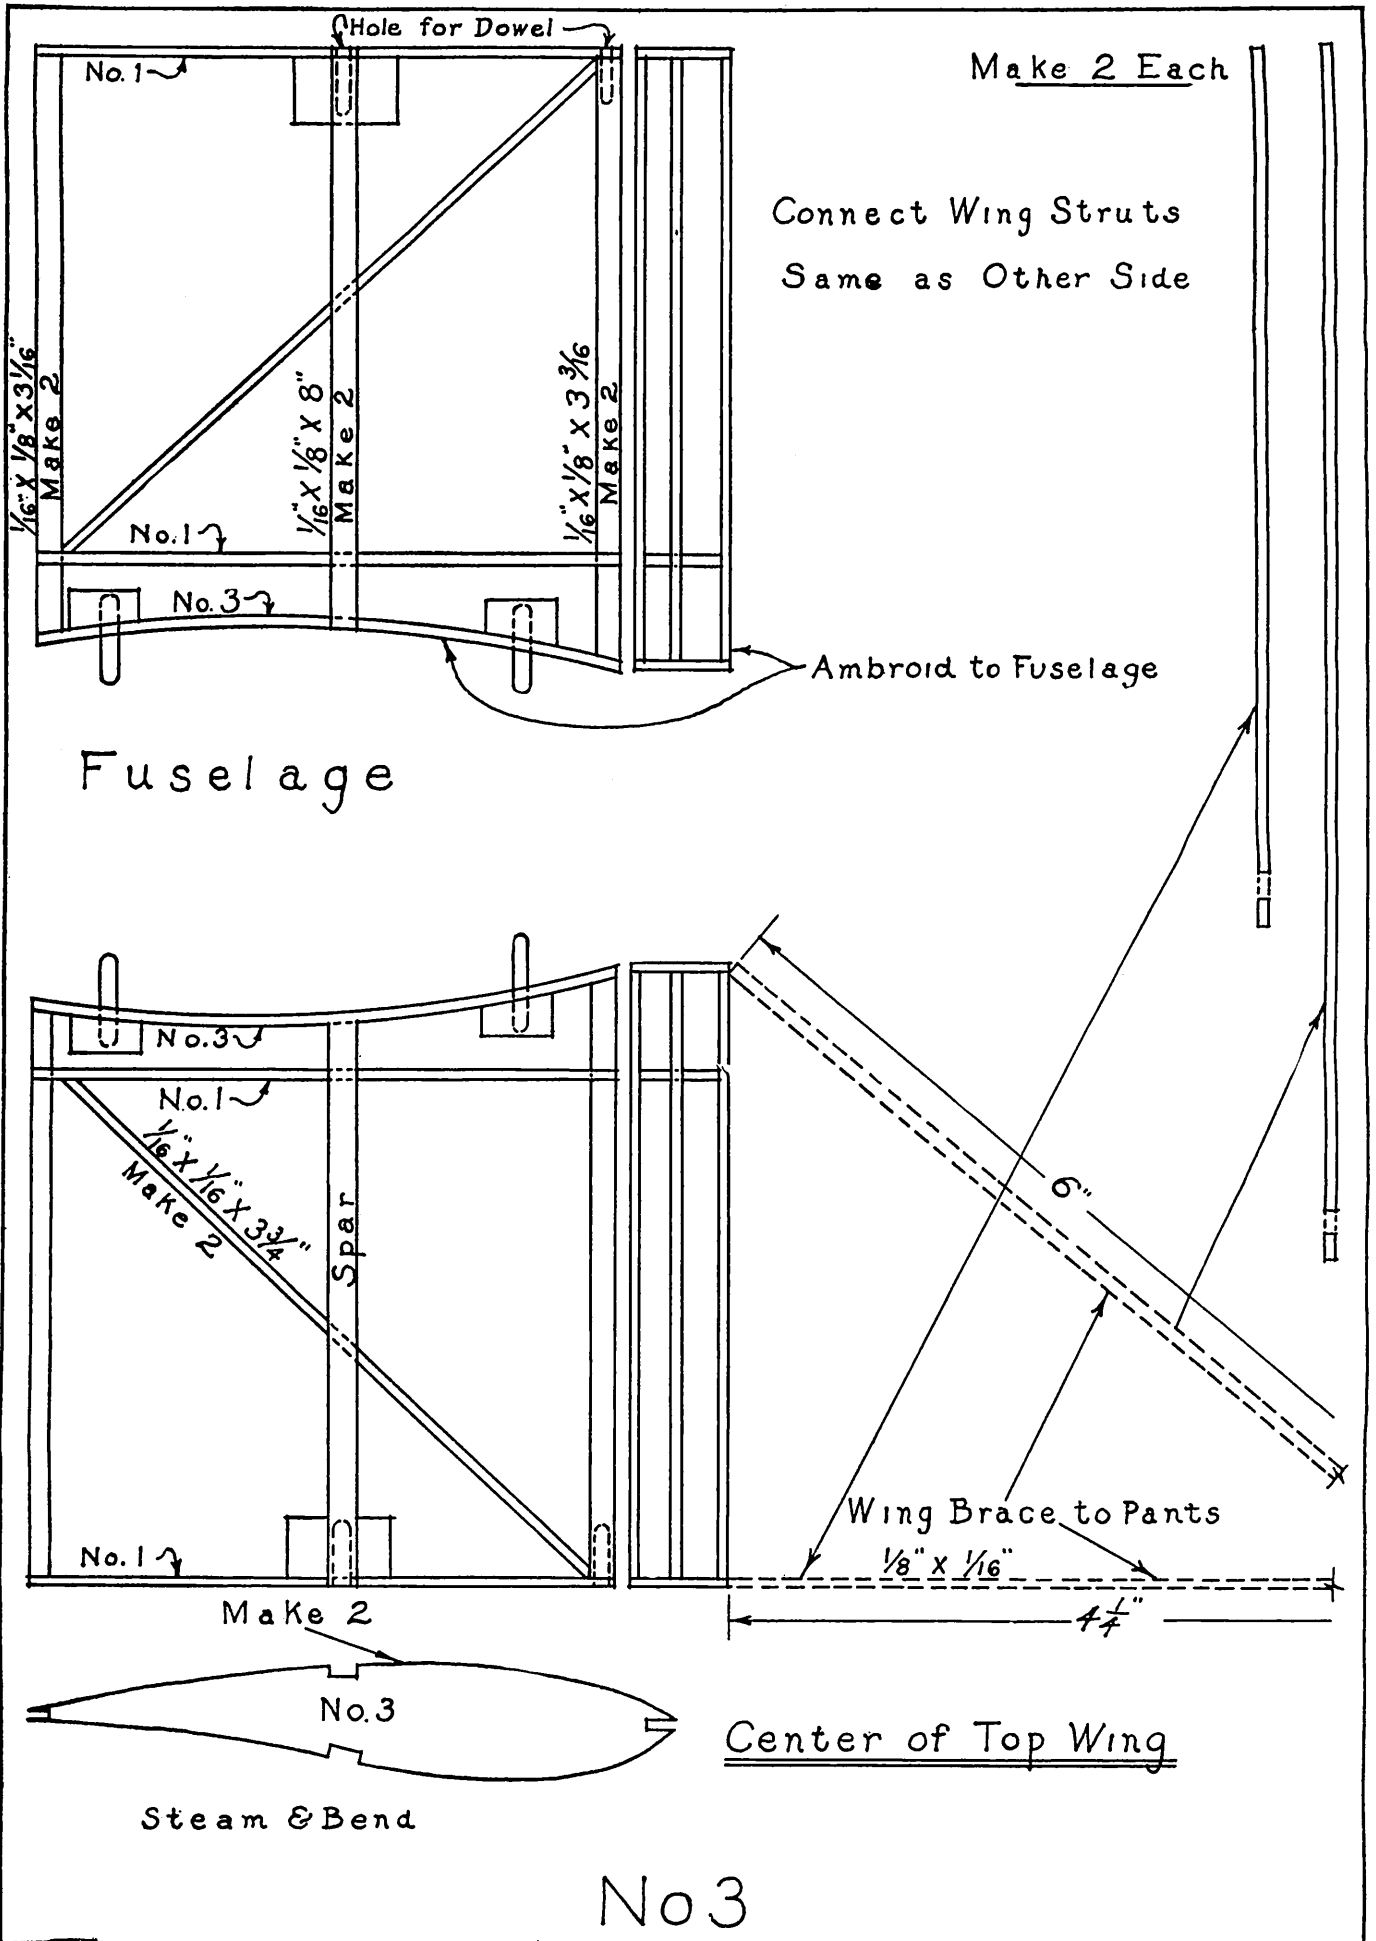 Hole for Dowel
No. 1
Make 2 Each
Connect Wing Struts
Same as Other Side
1/16" X 1/8" X 3 1/16"
Make 2
1/16" X 1/8" X 8"
Make 2
1/16" X 1/8" X 3 3/16
Make 2
No. 1
No. 3
Ambroid to Fuselage
Fuselage
No. 3
No. 1
1/16" X 1/16" X 3 3/4"
Make 2
Spar
6"
Wing Brace to Pants
1/8" X 1/16"
No. 1
4 1/4"
Make 2
No. 3
Center of Top Wing
Steam & Bend
No 3